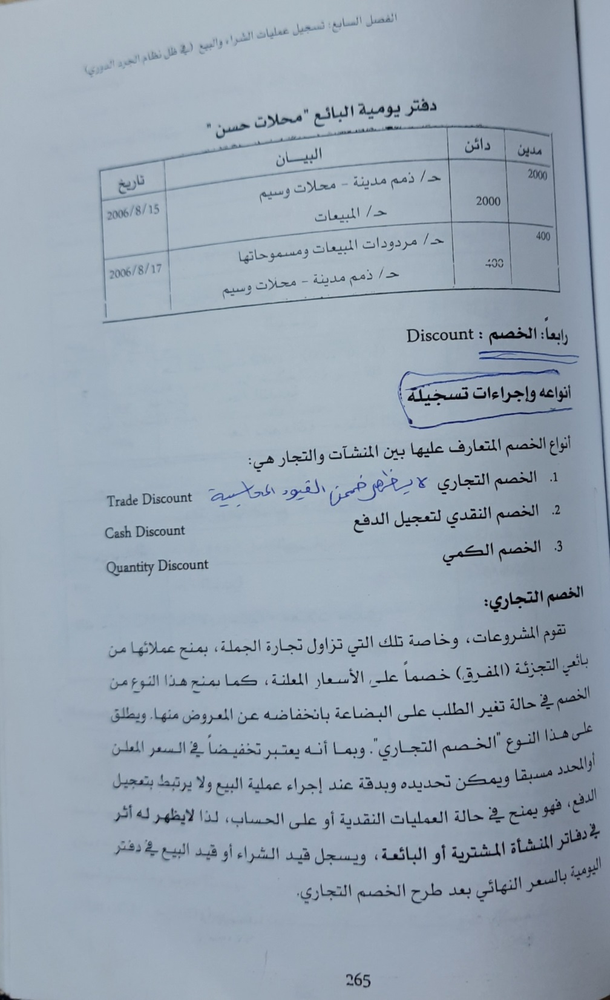 الفصل السابع: تسجيل عمليات الشراء والبيع (في ظل نظام الجرد الدوري)
دفتر يومية البائع "محلات حسن"
مدين دائن البيــــان تاريخ
2000 حـ/ ذمم مدينة - محلات وسيم 2006/8/15
2000 حـ/ المبيعات
400 حـ/ مردودات المبيعات ومسموحاتها 2006/8/17
400 حـ/ ذمم مدينة - محلات وسيم
رابعاً: الخصم : Discount
أنواعه وإجراءات تسجيلة
أنواع الخصم المتعارف عليها بين المنشآت والتجار هي:
1. الخصم التجاري لا يظهر ضمن القيود المحاسبية Trade Discount
2. الخصم النقدي لتعجيل الدفع Cash Discount
3. الخصم الكمي Quantity Discount
الخصم التجاري:
تقوم المشروعات، وخاصة تلك التي تزاول تجارة الجملة، بمنح عملائها من
بائعي التجزئة (المفرق) خصماً على الأسعار المعلنة، كما يمنح هذا النوع من
الخصم في حالة تغير الطلب على البضاعة بانخفاضه عن المعروض منها. ويطلق
على هذا النوع "الخصم التجاري". وبما أنه يعتبر تخفيضاً في السعر المعلن
أوالمحدد مسبقا ويمكن تحديده وبدقة عند إجراء عملية البيع ولا يرتبط بتعجيل
الدفع، فهو يمنح في حالة العمليات النقدية أو على الحساب، لذا لايظهر له أثر
في دفاتر المنشأة المشترية أو البائعة، ويسجل قيد الشراء أو قيد البيع في دفتر
اليومية بالسعر النهائي بعد طرح الخصم التجاري.
265